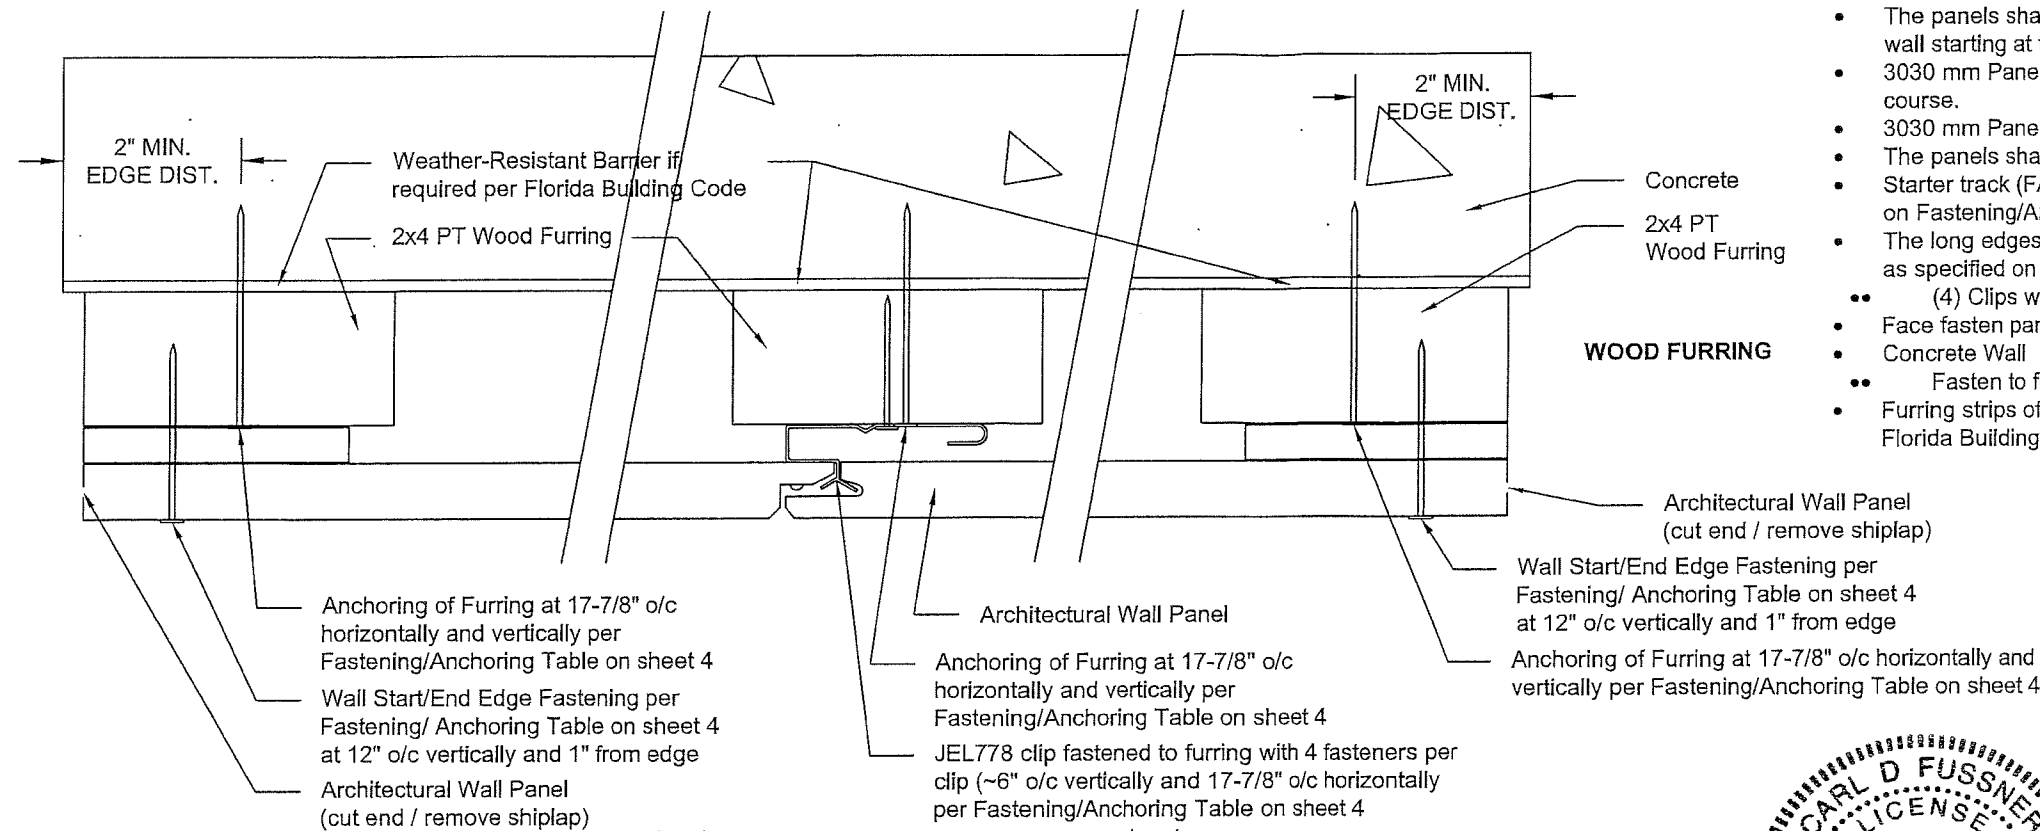 2" MIN.
EDGE DIST.
Weather-Resistant Barrier if
required per Florida Building Code
2x4 PT Wood Furring
2" MIN.
EDGE DIST.
Concrete
2x4 PT
Wood Furring
WOOD FURRING
• The panels sha
wall starting at
• 3030 mm Pane
course.
• 3030 mm Pane
• The panels sha
• Starter track (F
on Fastening/A
• The long edges
as specified on
•• (4) Clips w
• Face fasten par
• Concrete Wall
•• Fasten to f
• Furring strips of
Florida Building
Architectural Wall Panel
(cut end / remove shiplap)
Wall Start/End Edge Fastening per
Fastening/ Anchoring Table on sheet 4
at 12" o/c vertically and 1" from edge
Anchoring of Furring at 17-7/8" o/c horizontally and
vertically per Fastening/Anchoring Table on sheet 4
Anchoring of Furring at 17-7/8" o/c
horizontally and vertically per
Fastening/Anchoring Table on sheet 4
Wall Start/End Edge Fastening per
Fastening/ Anchoring Table on sheet 4
at 12" o/c vertically and 1" from edge
Architectural Wall Panel
(cut end / remove shiplap)
Architectural Wall Panel
Anchoring of Furring at 17-7/8" o/c
horizontally and vertically per
Fastening/Anchoring Table on sheet 4
JEL778 clip fastened to furring with 4 fasteners per
clip (~6" o/c vertically and 17-7/8" o/c horizontally
per Fastening/Anchoring Table on sheet 4
CARL D FUSSNER
LICENSE